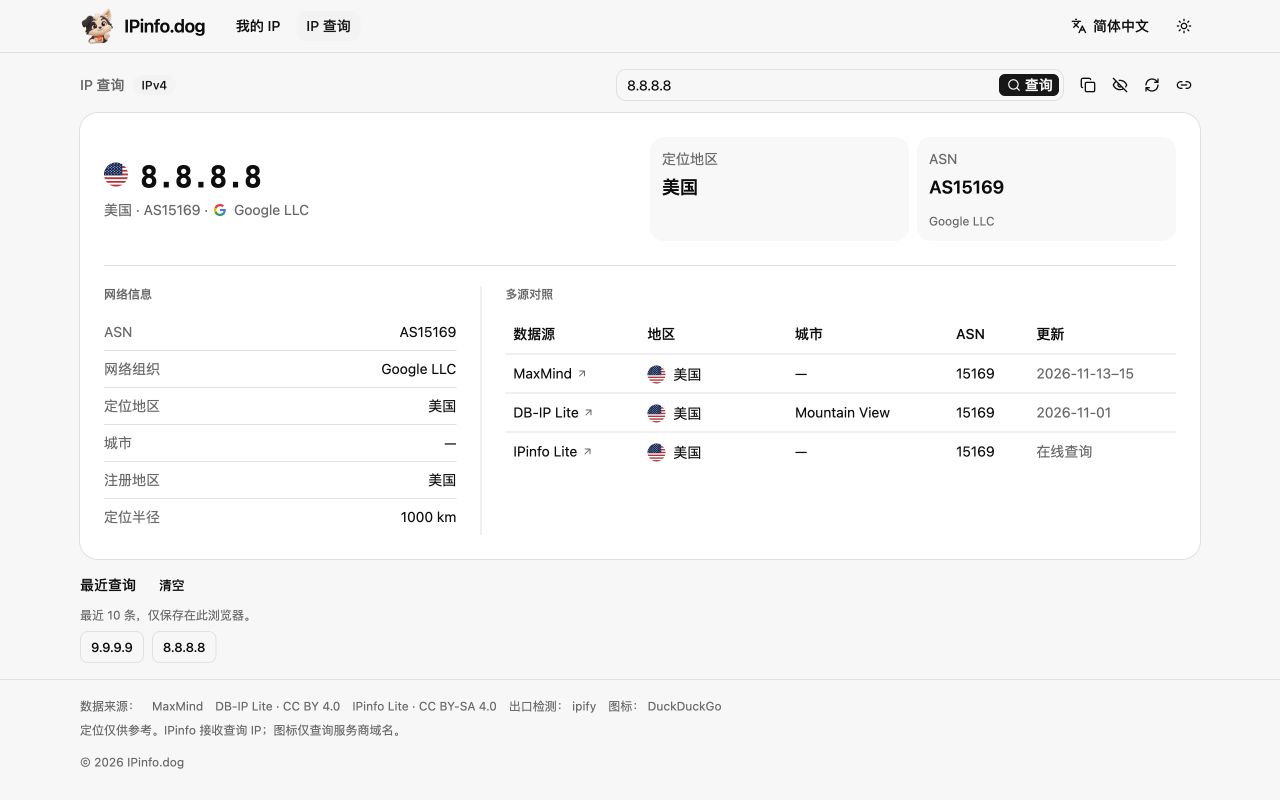 IPinfo.dog 我的 IP IP 查询 简体中文
IP 查询 IPv4 8.8.8.8 查询
8.8.8.8
美国 · AS15169 · Google LLC
定位地区
美国
ASN
AS15169
Google LLC
网络信息
ASN AS15169
网络组织 Google LLC
定位地区 美国
城市 —
注册地区 美国
定位半径 1000 km
多源对照
数据源 地区 城市 ASN 更新
MaxMind ↗ 美国 — 15169 2026-11-13–15
DB-IP Lite ↗ 美国 Mountain View 15169 2026-11-01
IPinfo Lite ↗ 美国 — 15169 在线查询
最近查询 清空
最近 10 条，仅保存在此浏览器。
9.9.9.9 8.8.8.8
数据来源： MaxMind DB-IP Lite · CC BY 4.0 IPinfo Lite · CC BY-SA 4.0 出口检测： ipify 图标： DuckDuckGo
定位仅供参考。IPinfo 接收查询 IP；图标仅查询服务商域名。
© 2026 IPinfo.dog